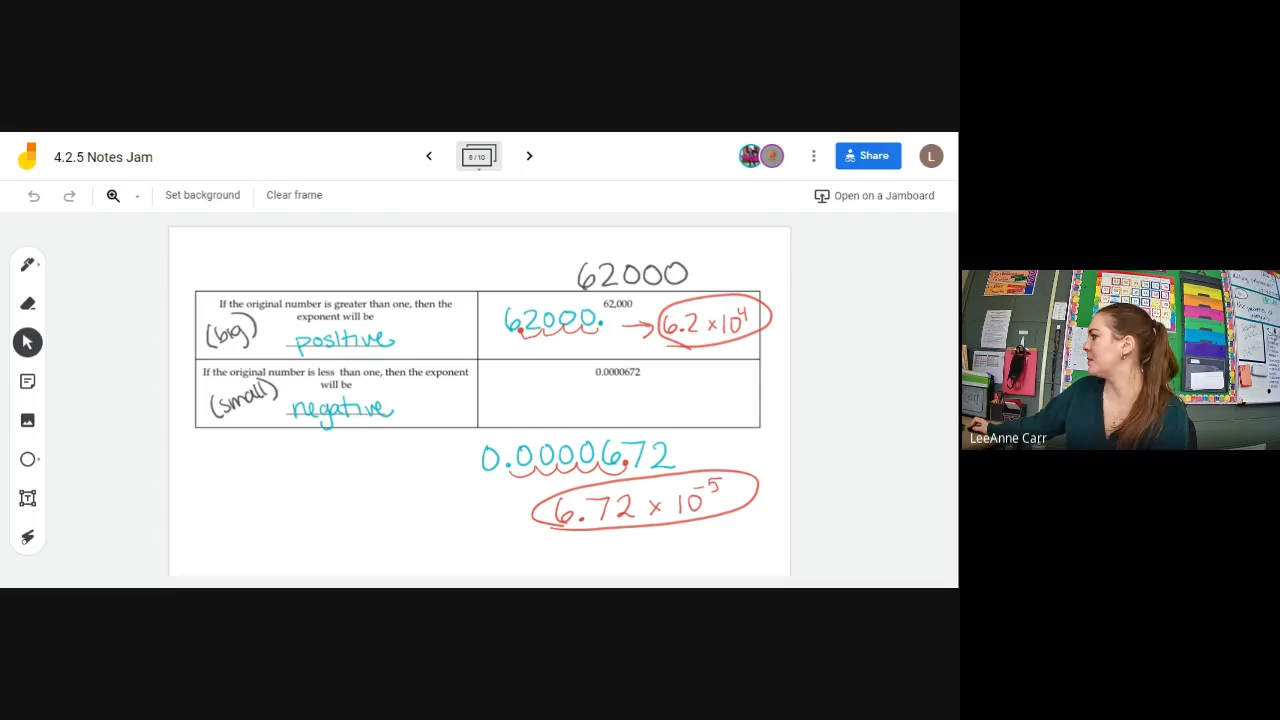 4.2.5 Notes Jam
8 / 10
Share
L
Set background
Clear frame
Open on a Jamboard
62000
If the original number is greater than one, then the
exponent will be
(big)
positive
62,000
62000. → 6.2 × 10⁴
If the original number is less than one, then the exponent
will be
(small)
negative
0.0000672
0.00006.72
6.72 × 10⁻⁵
LeeAnne Carr